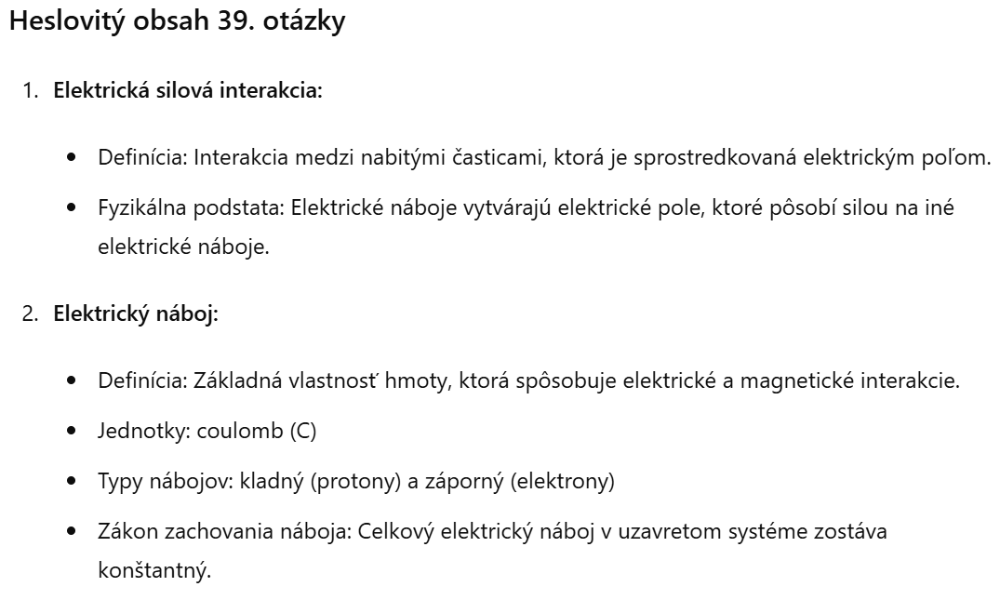 Heslovitý obsah 39. otázky
1. Elektrická silová interakcia:
• Definícia: Interakcia medzi nabitými časticami, ktorá je sprostredkovaná elektrickým poľom.
• Fyzikálna podstata: Elektrické náboje vytvárajú elektrické pole, ktoré pôsobí silou na iné
elektrické náboje.
2. Elektrický náboj:
• Definícia: Základná vlastnosť hmoty, ktorá spôsobuje elektrické a magnetické interakcie.
• Jednotky: coulomb (C)
• Typy nábojov: kladný (protony) a záporný (elektrony)
• Zákon zachovania náboja: Celkový elektrický náboj v uzavretom systéme zostáva
konštantný.